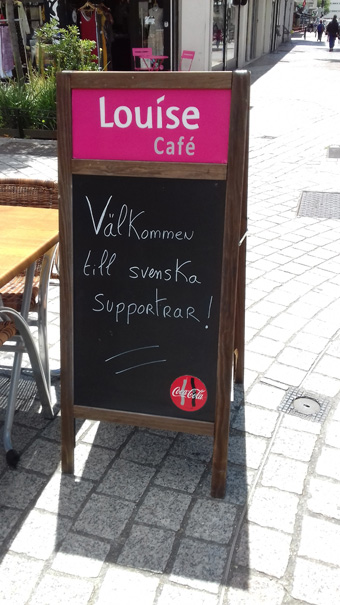 Louise
Café
Välkommen
till svenska
supportrar!
Coca-Cola